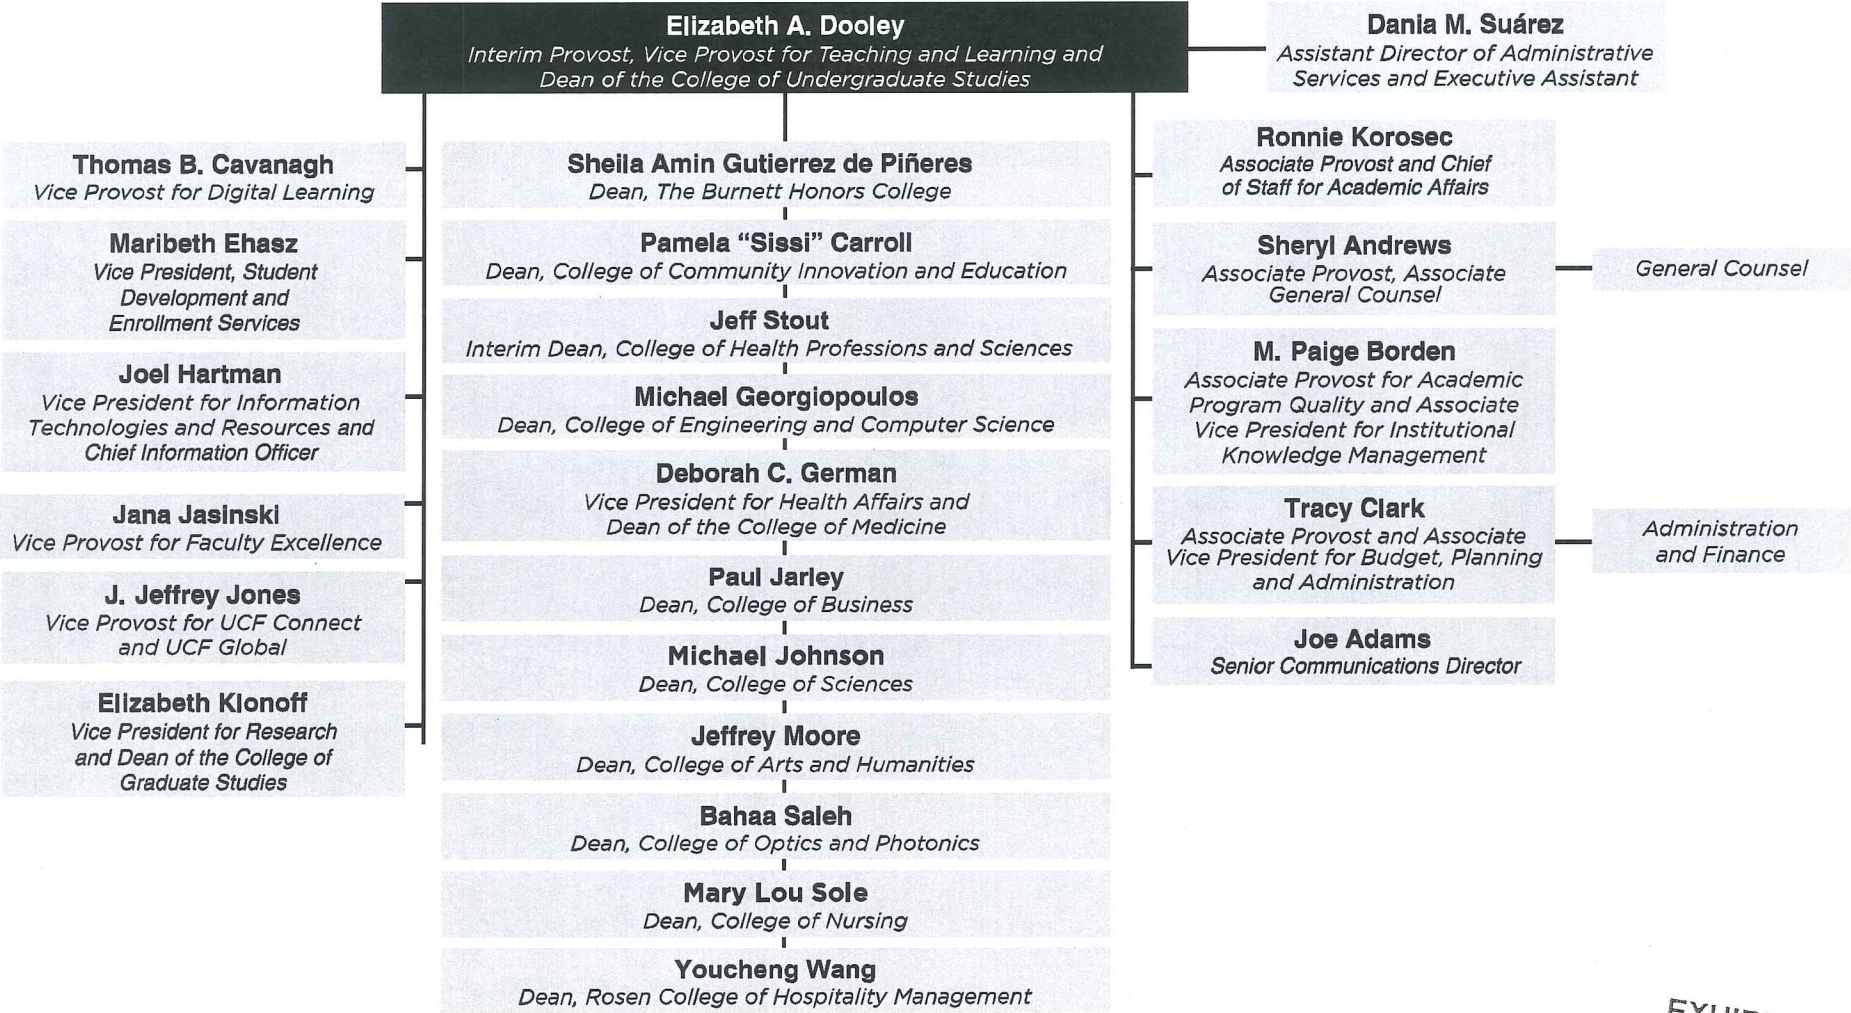 Elizabeth A. Dooley
Interim Provost, Vice Provost for Teaching and Learning and
Dean of the College of Undergraduate Studies
Dania M. Suárez
Assistant Director of Administrative
Services and Executive Assistant
Thomas B. Cavanagh
Vice Provost for Digital Learning
Maribeth Ehasz
Vice President, Student
Development and
Enrollment Services
Joel Hartman
Vice President for Information
Technologies and Resources and
Chief Information Officer
Jana Jasinski
Vice Provost for Faculty Excellence
J. Jeffrey Jones
Vice Provost for UCF Connect
and UCF Global
Elizabeth Klonoff
Vice President for Research
and Dean of the College of
Graduate Studies
Sheila Amin Gutierrez de Piñeres
Dean, The Burnett Honors College
Pamela “Sissi” Carroll
Dean, College of Community Innovation and Education
Jeff Stout
Interim Dean, College of Health Professions and Sciences
Michael Georgiopoulos
Dean, College of Engineering and Computer Science
Deborah C. German
Vice President for Health Affairs and
Dean of the College of Medicine
Paul Jarley
Dean, College of Business
Michael Johnson
Dean, College of Sciences
Jeffrey Moore
Dean, College of Arts and Humanities
Bahaa Saleh
Dean, College of Optics and Photonics
Mary Lou Sole
Dean, College of Nursing
Youcheng Wang
Dean, Rosen College of Hospitality Management
Ronnie Korosec
Associate Provost and Chief
of Staff for Academic Affairs
Sheryl Andrews
Associate Provost, Associate
General Counsel
General Counsel
M. Paige Borden
Associate Provost for Academic
Program Quality and Associate
Vice President for Institutional
Knowledge Management
Tracy Clark
Associate Provost and Associate
Vice President for Budget, Planning
and Administration
Administration
and Finance
Joe Adams
Senior Communications Director